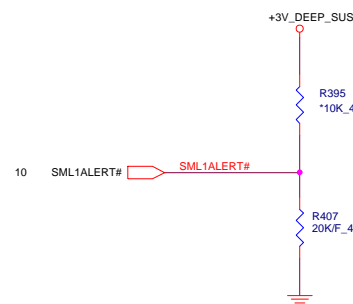 +3V_DEEP_SUS
R395
*10K_4
10 SML1ALERT# SML1ALERT#
R407
20K/F_4